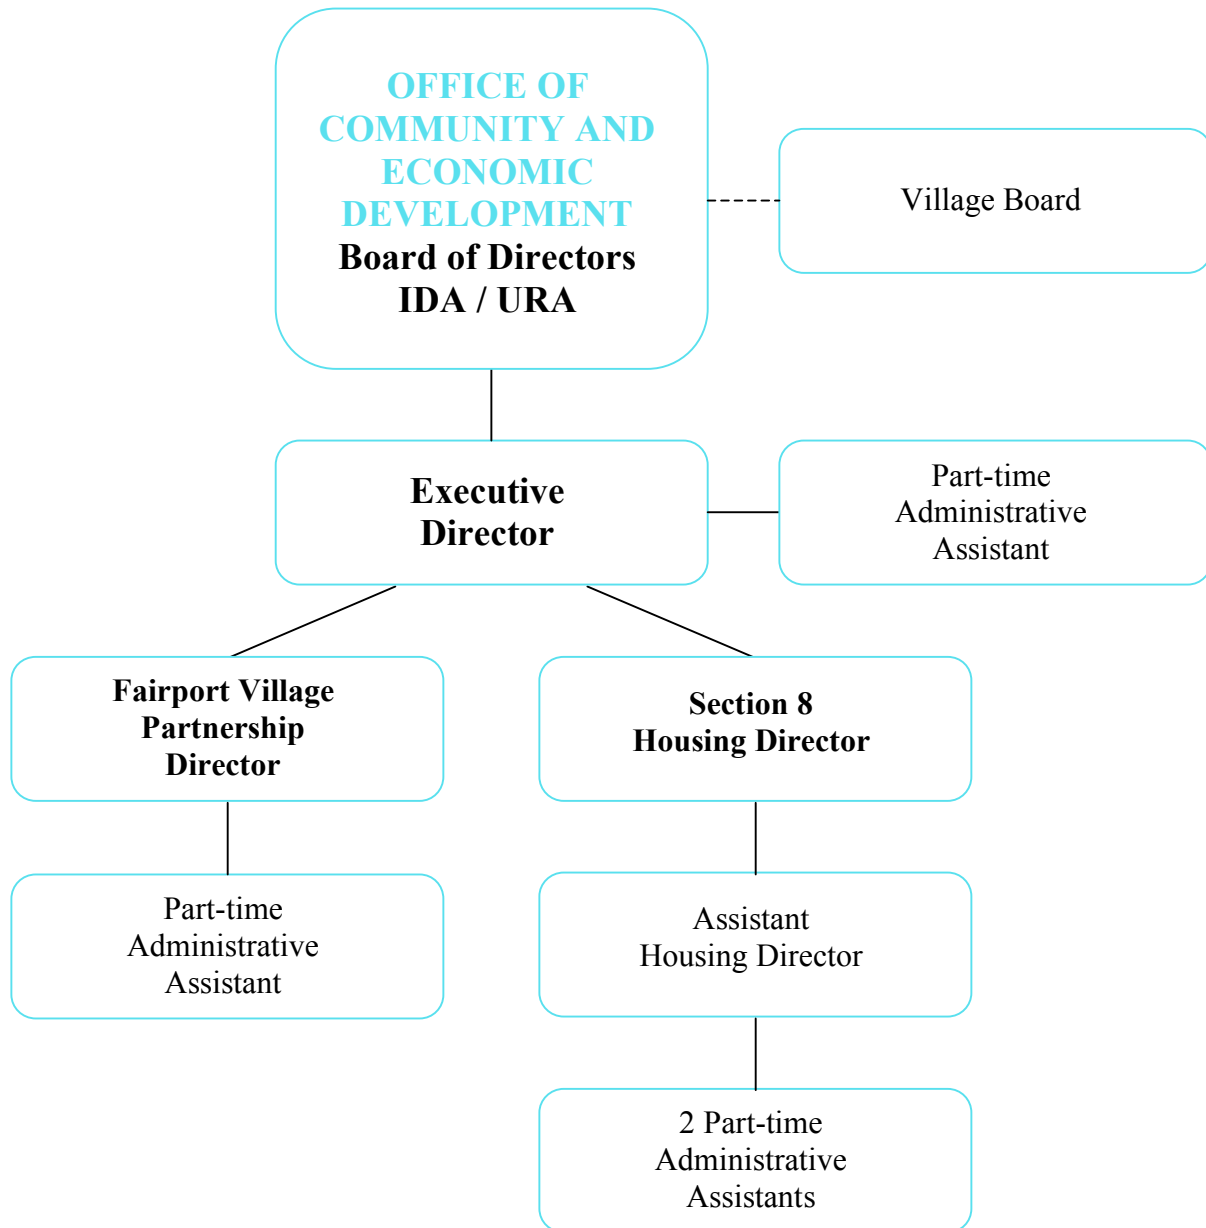 OFFICE OF
COMMUNITY AND
ECONOMIC
DEVELOPMENT
Board of Directors
IDA / URA
Village Board
Executive
Director
Part-time
Administrative
Assistant
Fairport Village
Partnership
Director
Section 8
Housing Director
Part-time
Administrative
Assistant
Assistant
Housing Director
2 Part-time
Administrative
Assistants